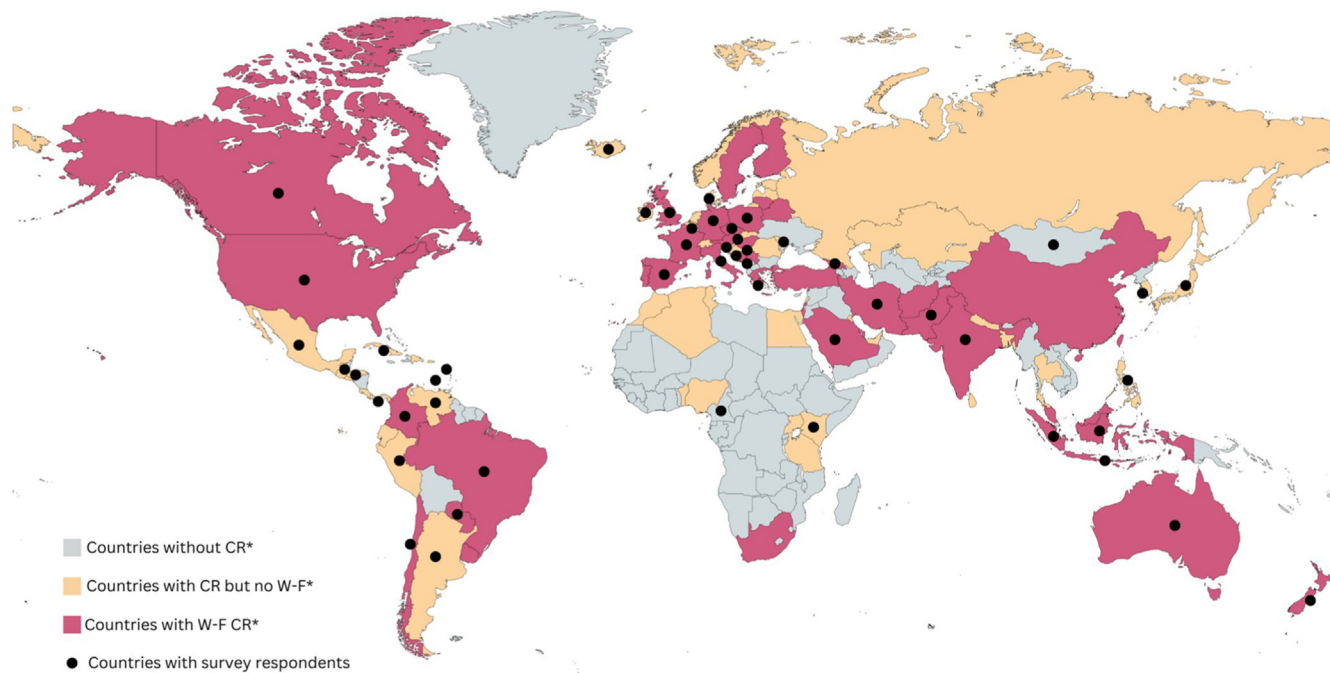 Countries without CR*
Countries with CR but no W-F*
Countries with W-F CR*
Countries with survey respondents